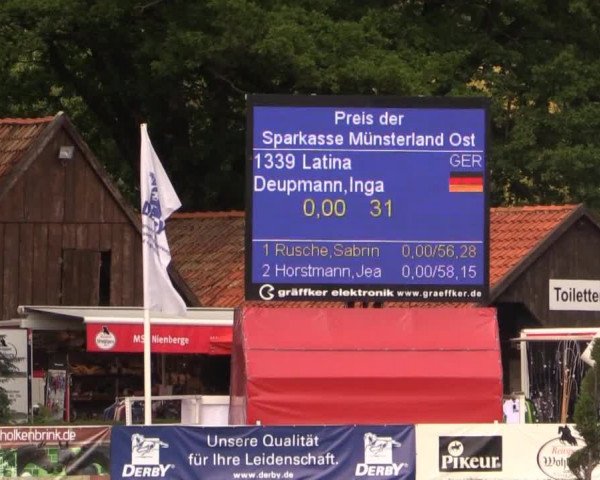 Preis der
Sparkasse Münsterland Ost
1339 Latina GER
Deupmann,Inga
0,00 31
1 Rusche,Sabrin 0,00/56,28
2 Horstmann,Jea 0,00/58,15
gräffker elektronik www.graeffker.de
Toilette
Nienberge
holkenbrink.de
DERBY
Unsere Qualität
für Ihre Leidenschaft.
www.derby.de
DERBY
Pikeur